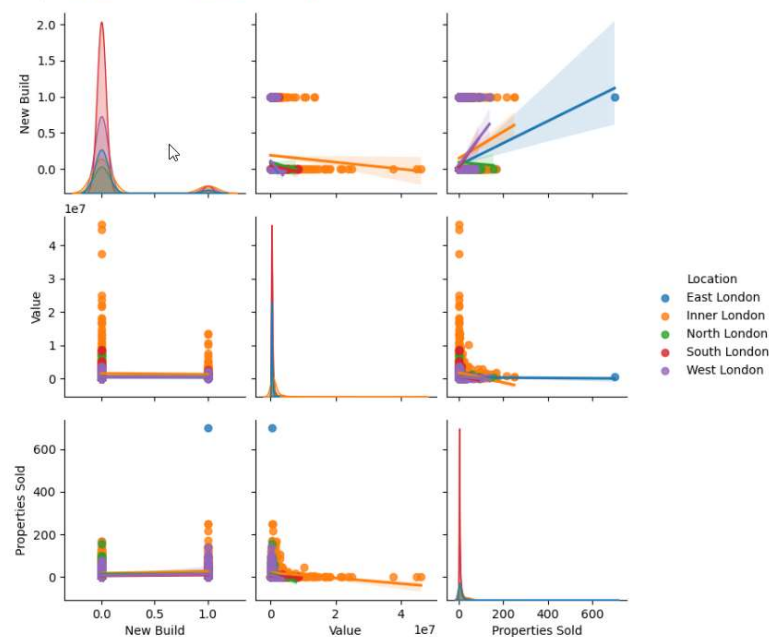 2.0
1.5
1.0
0.5
0.0
New Build
1e7
4
3
2
1
0
Value
Location
East London
Inner London
North London
South London
West London
600
400
200
0
Properties Sold
0.0 0.5 1.0
New Build
0 2 4
1e7
Value
0 200 400 600
Properties Sold